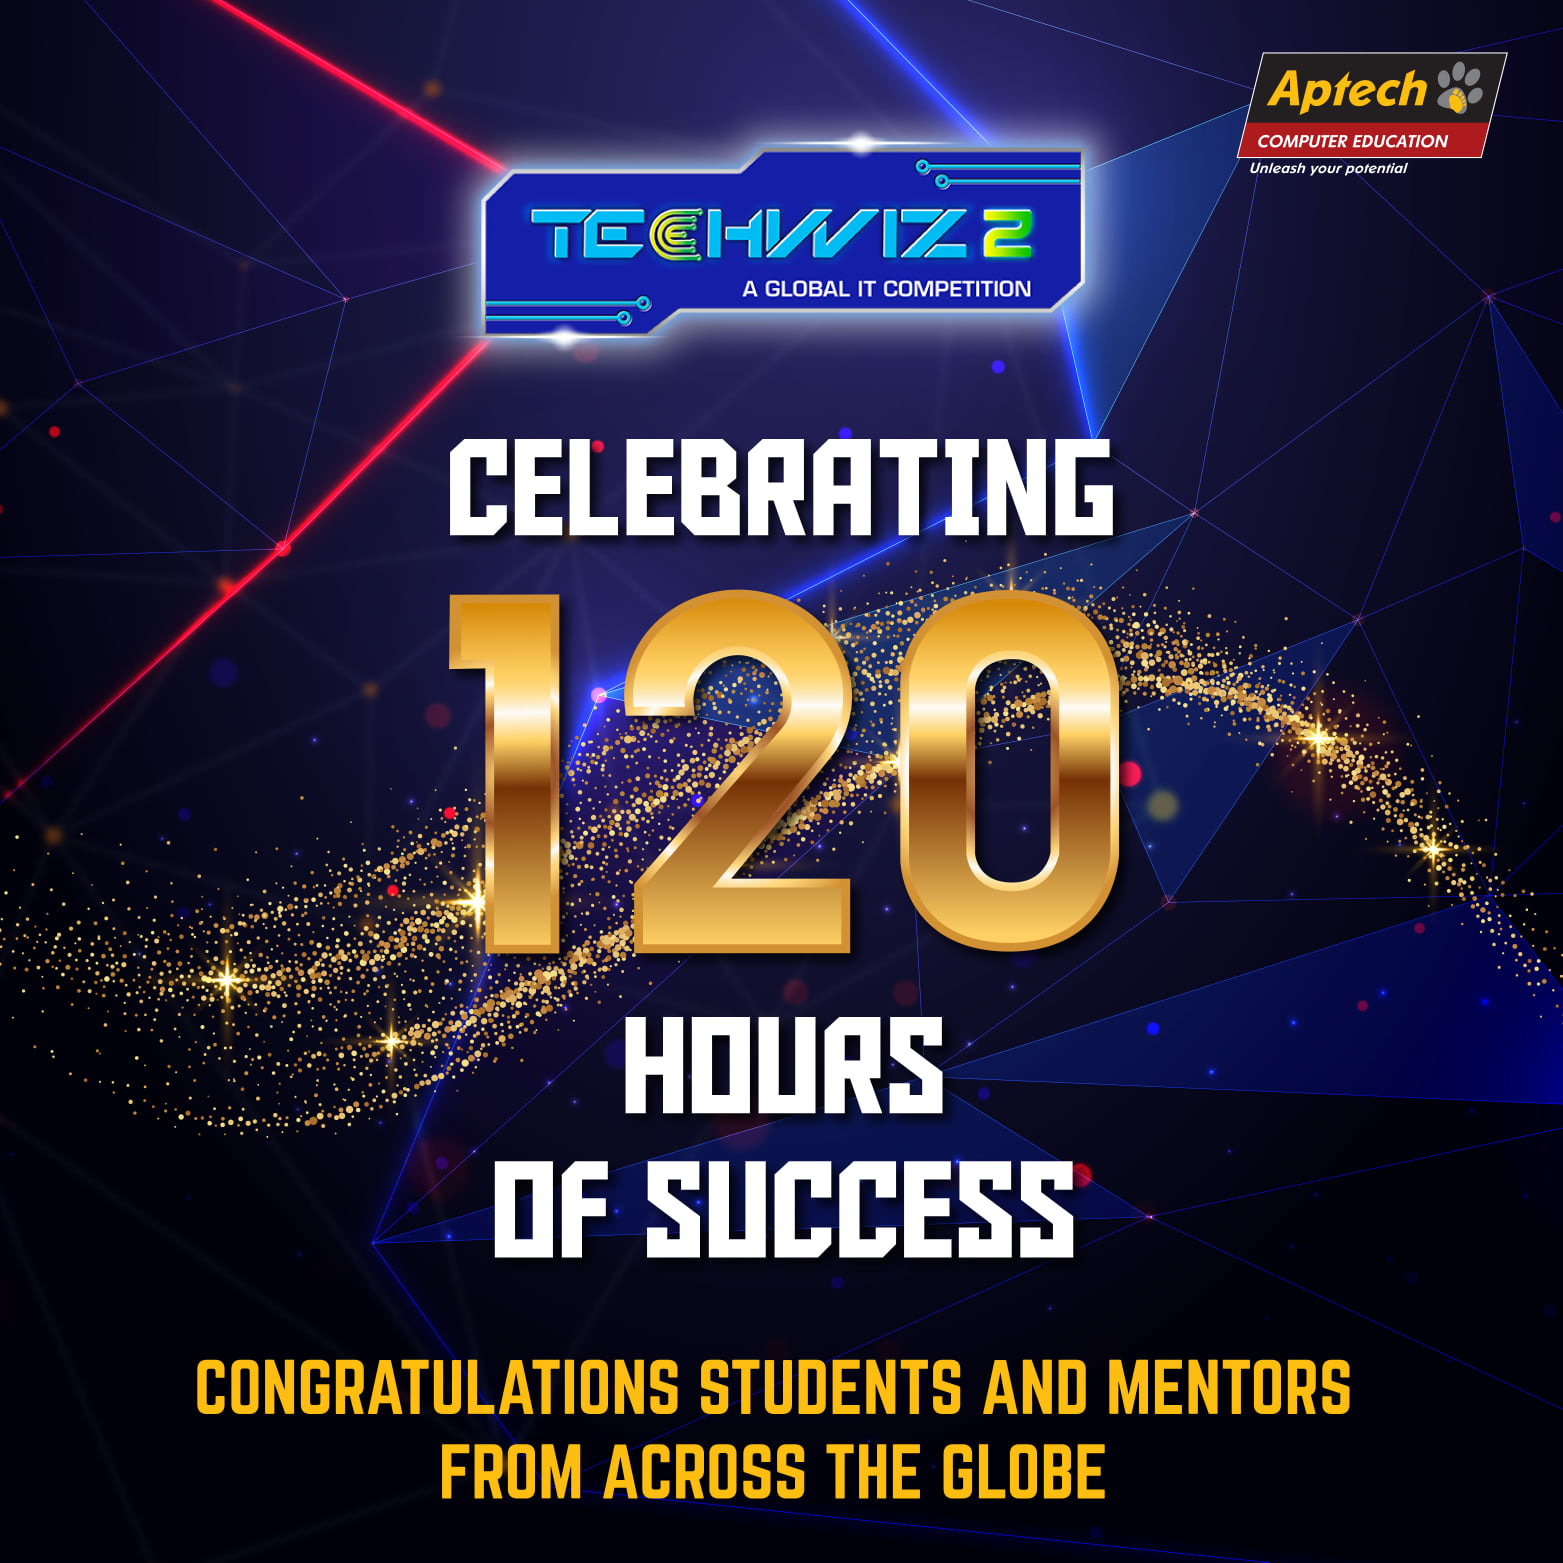 Aptech
COMPUTER EDUCATION
Unleash your potential
TECHWIZ 2
A GLOBAL IT COMPETITION
CELEBRATING
120
HOURS
OF SUCCESS
CONGRATULATIONS STUDENTS AND MENTORS
FROM ACROSS THE GLOBE